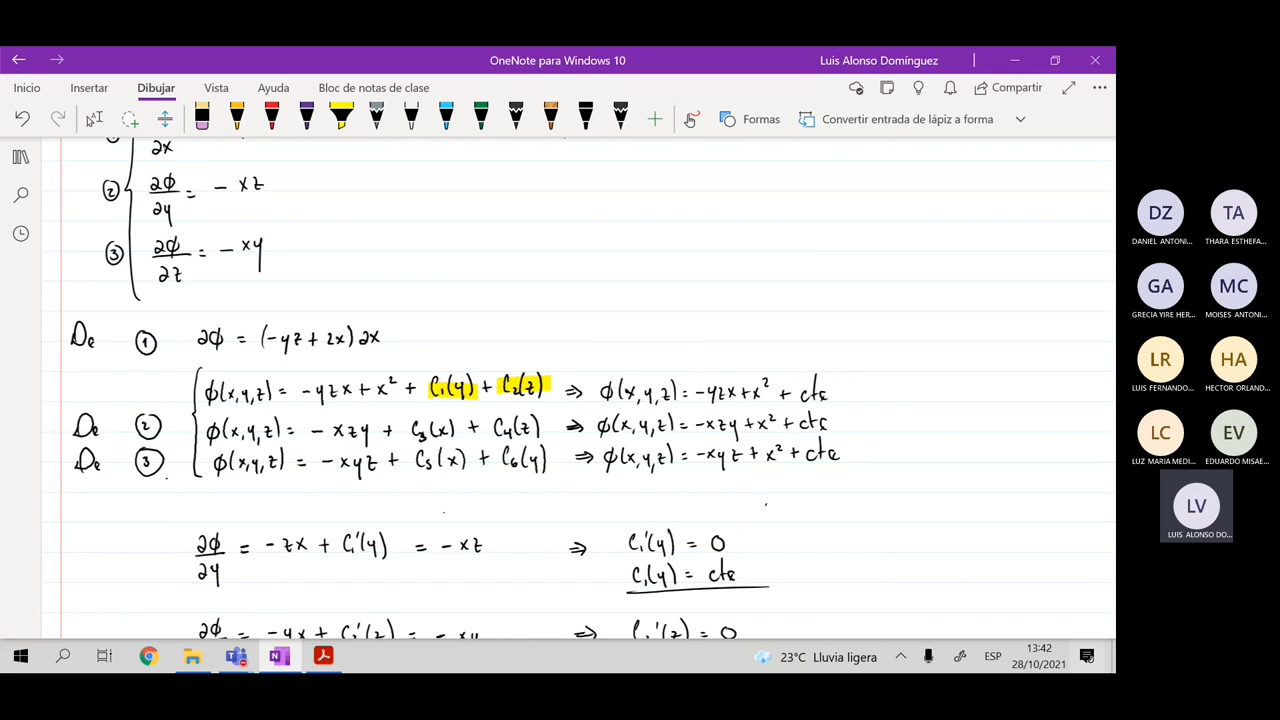 OneNote para Windows 10
Luis Alonso Domínguez
Inicio Insertar Dibujar Vista Ayuda Bloc de notas de clase Compartir
Formas Convertir entrada de lápiz a forma
∂x
② ∂ϕ/∂y = - xz
③ ∂ϕ/∂z = - xy
De ① ∂ϕ = (-yz + 2x) ∂x
ϕ(x,y,z) = - yzx + x² + C₁(y) + C₂(z) ⇒ ϕ(x,y,z) = -yzx + x² + cte
De ② ϕ(x,y,z) = - xzy + C₃(x) + C₄(z) ⇒ ϕ(x,y,z) = -xzy + x² + cte
De ③ ϕ(x,y,z) = -xyz + C₅(x) + C₆(y) ⇒ ϕ(x,y,z) = -xyz + x² + cte
∂ϕ/∂y = - zx + C₁'(y) = - xz ⇒ C₁'(y) = 0
C₁(y) = cte
∂ϕ = -yx + C₁'(z) = - xy ⇒ C₁'(z) = 0
DZ TA
DANIEL ANTONI... THARA ESTHEFA...
GA MC
GRECIA YIRE HER... MOISES ANTONI...
LR HA
LUIS FERNANDO... HECTOR ORLAND...
LC EV
LUZ MARIA MEDI... EDUARDO MISAE...
LV
LUIS ALONSO DO...
23°C Lluvia ligera ESP 13:42
28/10/2021